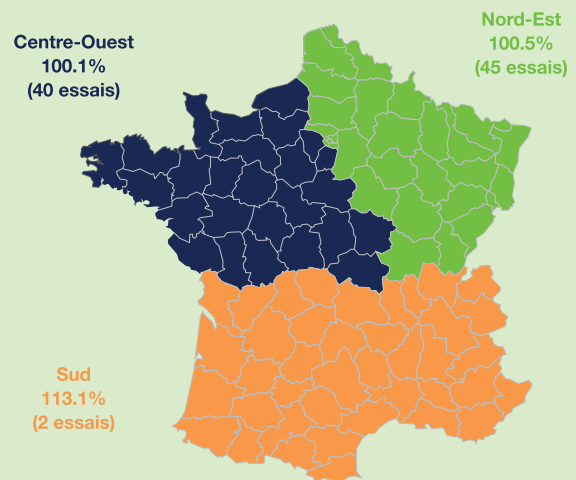 Centre-Ouest
100.1%
(40 essais)
Nord-Est
100.5%
(45 essais)
Sud
113.1%
(2 essais)